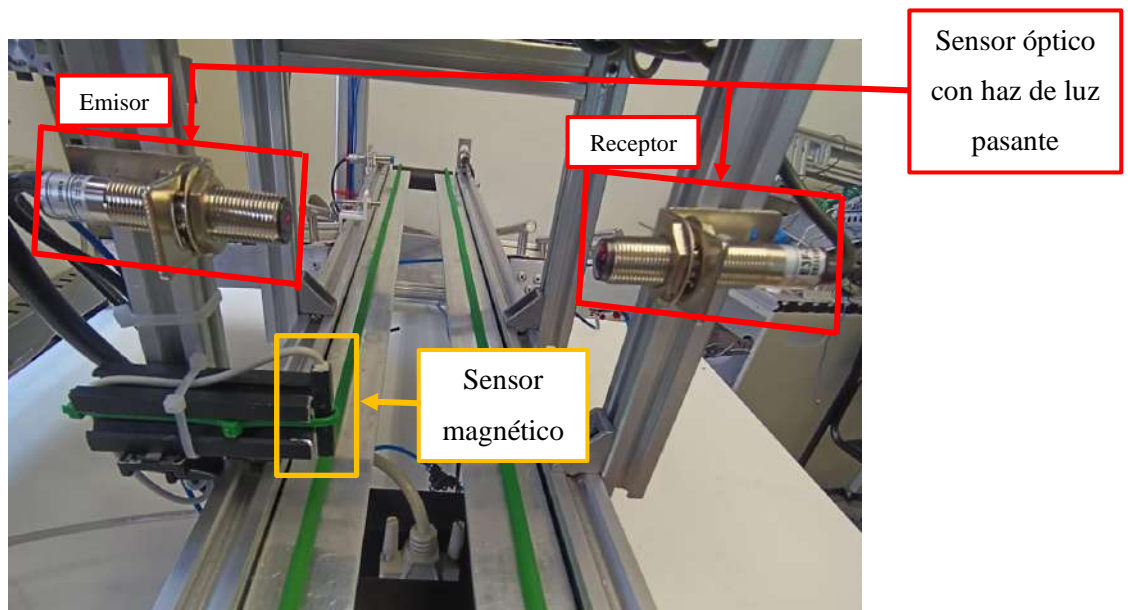 Sensor óptico
con haz de luz
pasante
Emisor
Receptor
Sensor
magnético